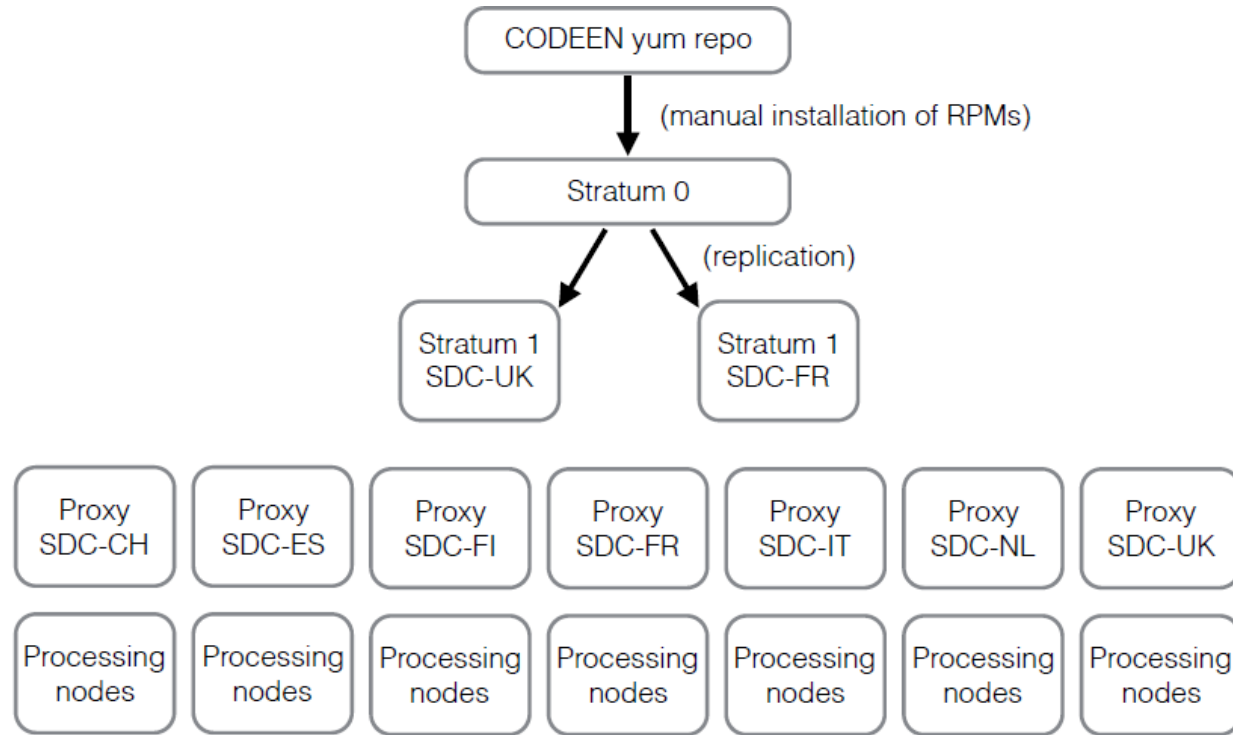 CODEEN yum repo
(manual installation of RPMs)
Stratum 0
(replication)
Stratum 1
SDC-UK
Stratum 1
SDC-FR
Proxy
SDC-CH
Proxy
SDC-ES
Proxy
SDC-FI
Proxy
SDC-FR
Proxy
SDC-IT
Proxy
SDC-NL
Proxy
SDC-UK
Processing
nodes
Processing
nodes
Processing
nodes
Processing
nodes
Processing
nodes
Processing
nodes
Processing
nodes